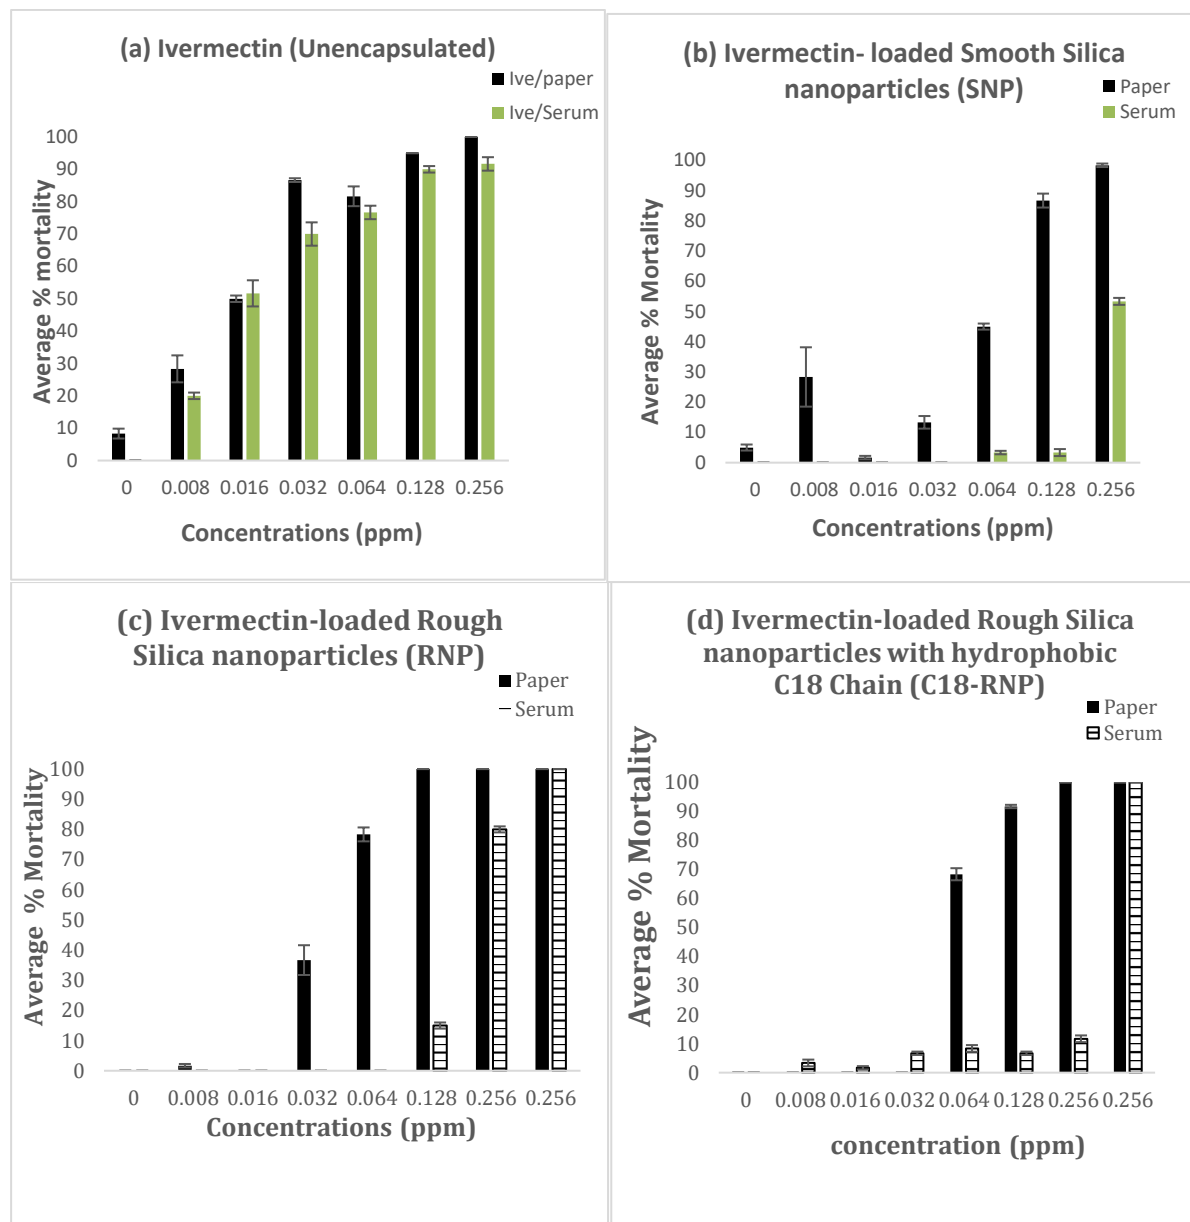 (a) Ivermectin (Unencapsulated)
Ive/paper
Ive/Serum
Average % mortality
100
90
80
70
60
50
40
30
20
10
0
0 0.008 0.016 0.032 0.064 0.128 0.256
Concentrations (ppm)
(b) Ivermectin- loaded Smooth Silica
nanoparticles (SNP)
Paper
Serum
Average % Mortality
100
90
80
70
60
50
40
30
20
10
0
0 0.008 0.016 0.032 0.064 0.128 0.256
Concentrations (ppm)
(c) Ivermectin-loaded Rough
Silica nanoparticles (RNP)
Paper
Serum
Average % Mortality
100
90
80
70
60
50
40
30
20
10
0
0 0.008 0.016 0.032 0.064 0.128 0.256 0.256
Concentrations (ppm)
(d) Ivermectin-loaded Rough Silica
nanoparticles with hydrophobic
C18 Chain (C18-RNP)
Paper
Serum
Average % Mortality
100
90
80
70
60
50
40
30
20
10
0
0 0.008 0.016 0.032 0.064 0.128 0.256 0.256
concentration (ppm)